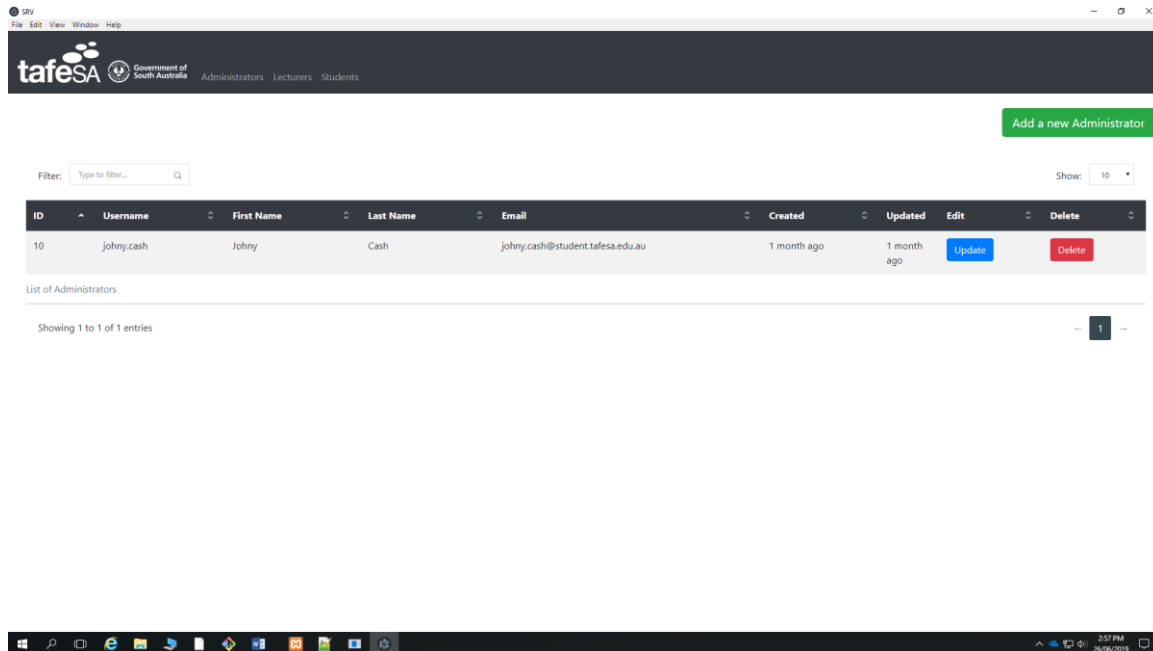 SRV
File Edit View Window Help
tafeSA Government of South Australia Administrators Lecturers Students
Add a new Administrator
Filter: Type to filter... Show: 10
ID Username First Name Last Name Email Created Updated Edit Delete
10 johny.cash Johny Cash johny.cash@student.tafesa.edu.au 1 month ago 1 month ago Update Delete
List of Administrators
Showing 1 to 1 of 1 entries ← 1 →
2:57 PM
26/06/2019